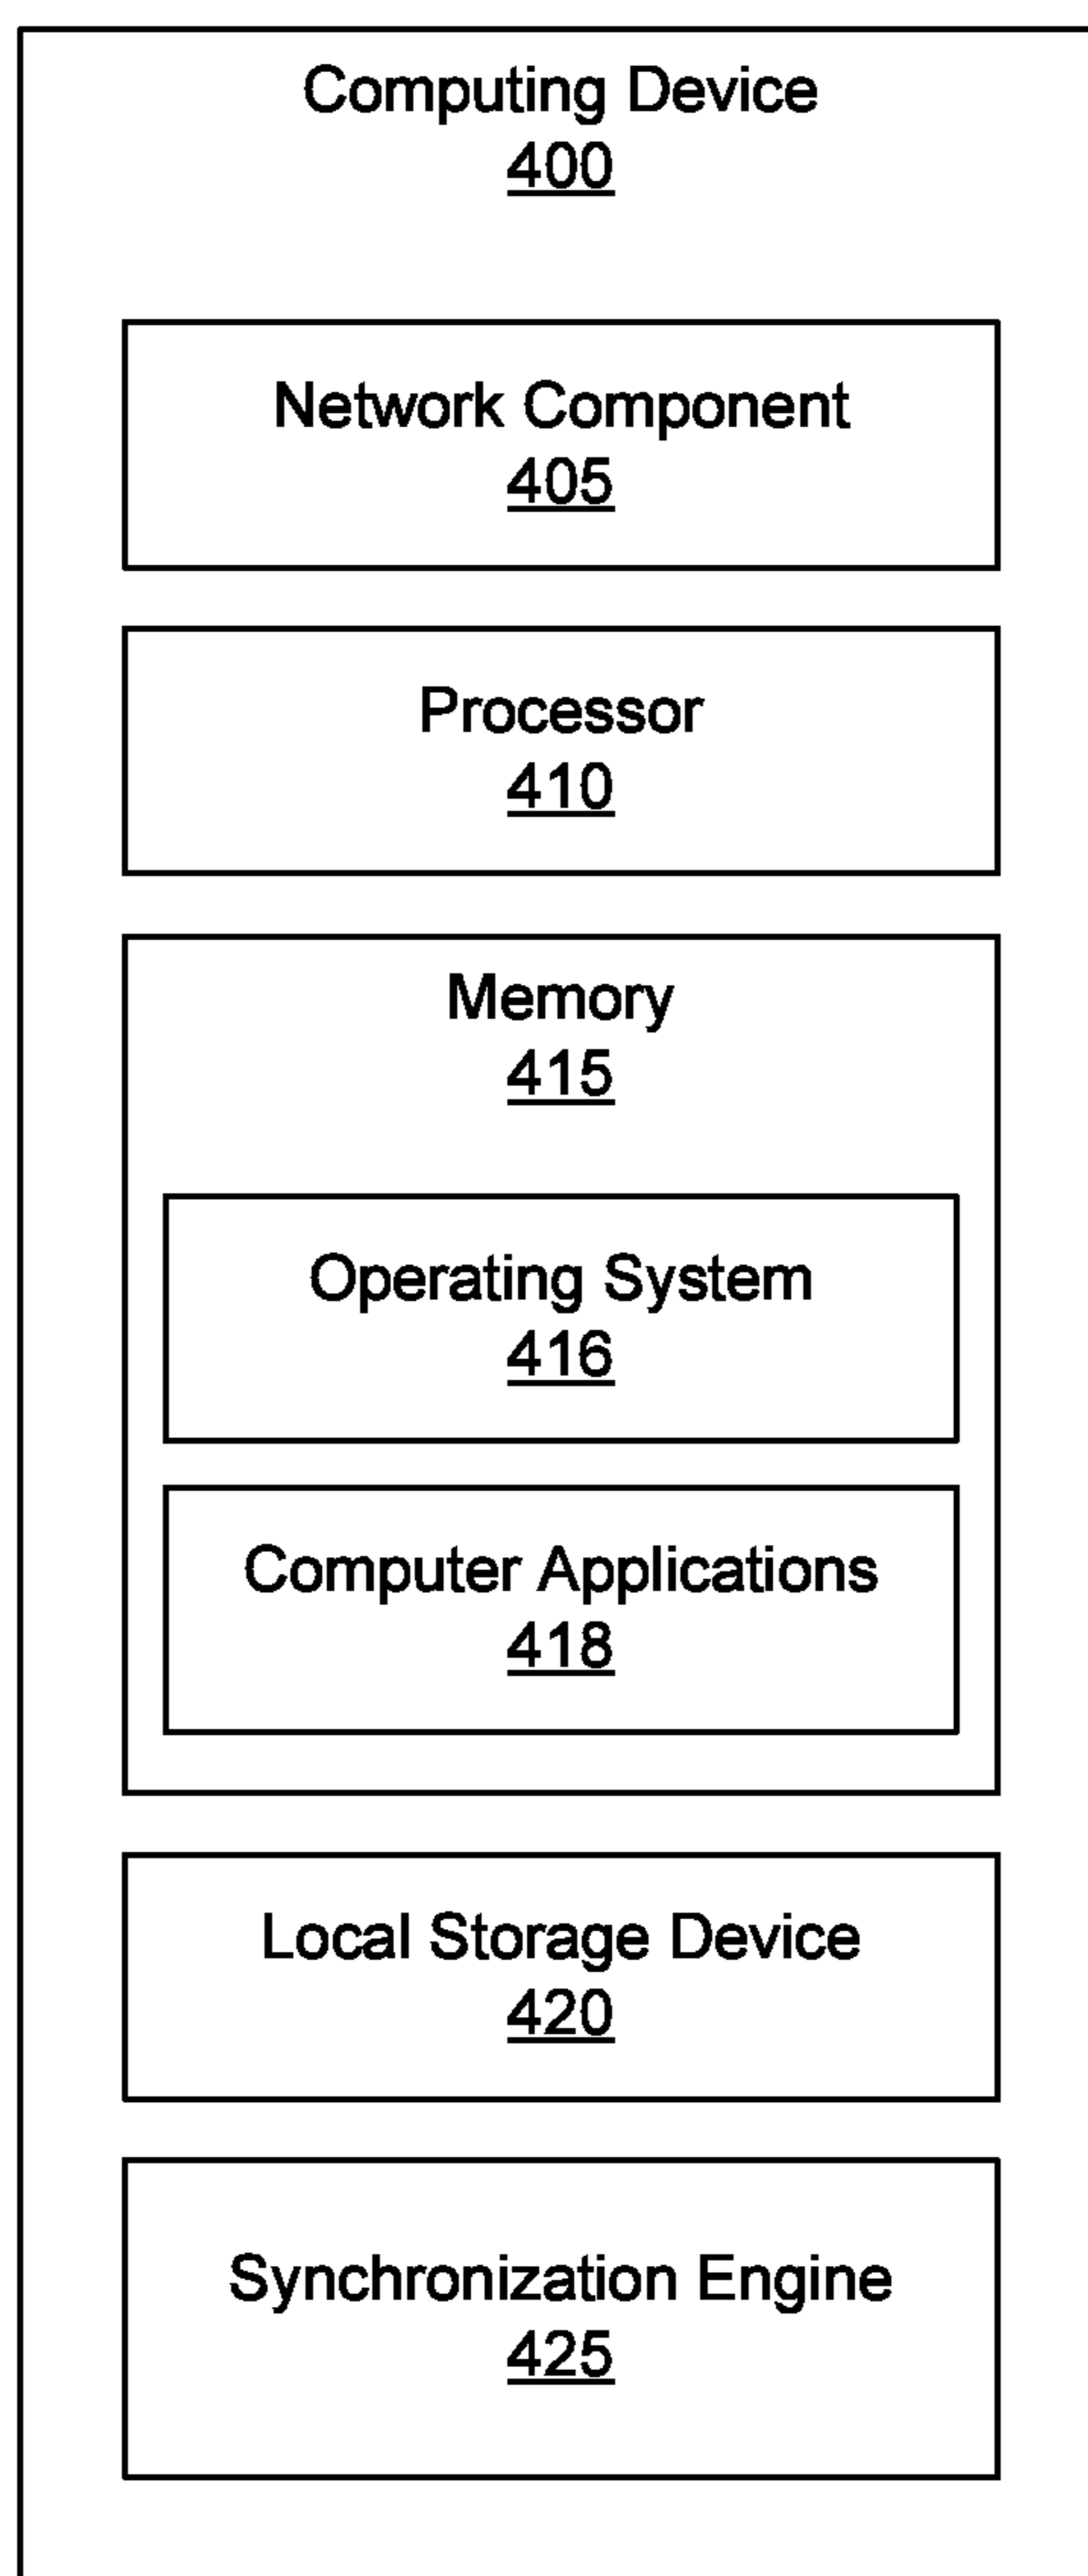 Computing Device
400
Network Component
405
Processor
410
Memory
415
Operating System
416
Computer Applications
418
Local Storage Device
420
Synchronization Engine
425